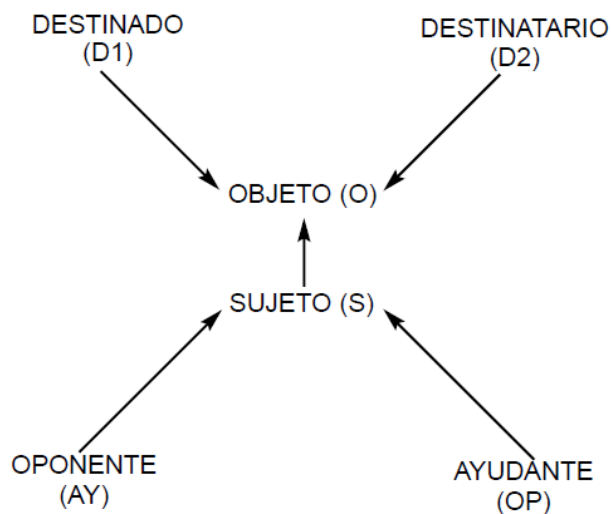 DESTINADO
(D1)
DESTINATARIO
(D2)
OBJETO (O)
SUJETO (S)
OPONENTE
(AY)
AYUDANTE
(OP)